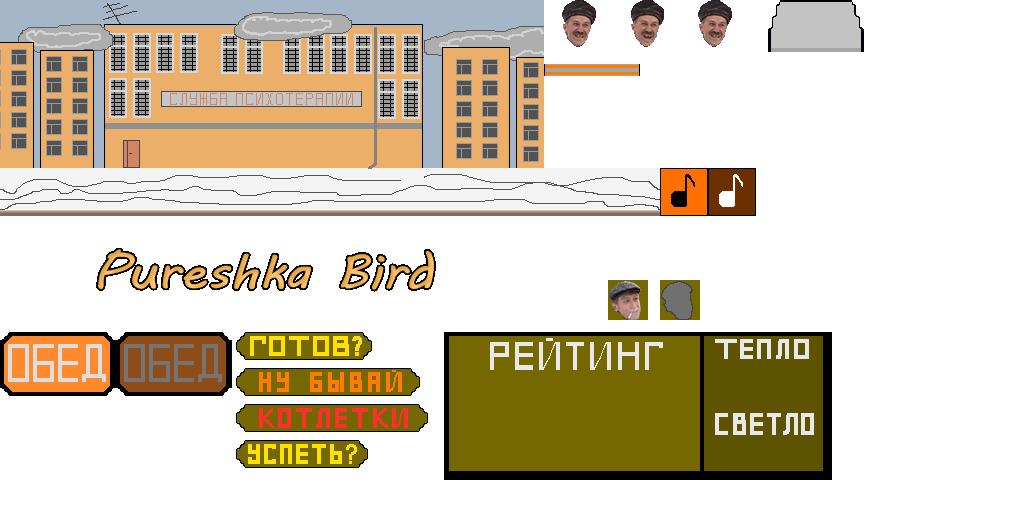 СЛУЖБА ПСИХОТЕРАПИИ
Pureshka Bird
ОБЕД
ОБЕД
ГОТОВ?
НУ БЫВАЙ
КОТЛЕТКИ
УСПЕТЬ?
РЕЙТИНГ
ТЕПЛО
СВЕТЛО